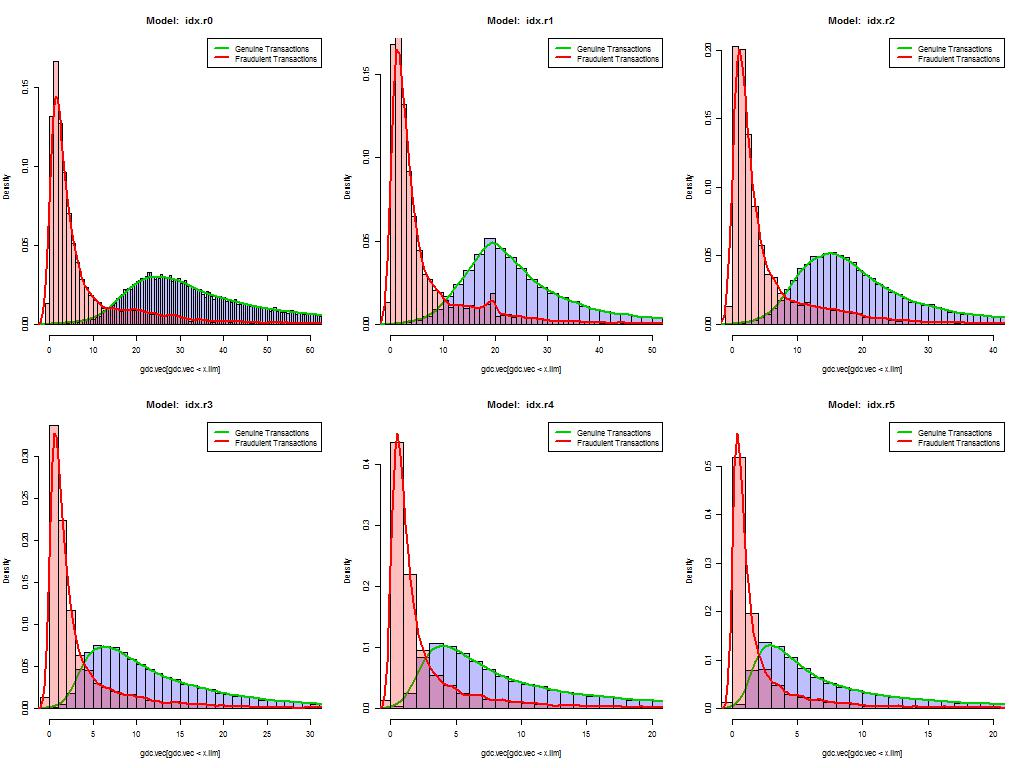 Model: idx.r0
Genuine Transactions
Fraudulent Transactions
Density
0.00 0.05 0.10 0.15
0 10 20 30 40 50 60
gdc.vec[gdc.vec < x.lim]
Model: idx.r1
Genuine Transactions
Fraudulent Transactions
Density
0.00 0.05 0.10 0.15
0 10 20 30 40 50
gdc.vec[gdc.vec < x.lim]
Model: idx.r2
Genuine Transactions
Fraudulent Transactions
Density
0.00 0.05 0.10 0.15 0.20
0 10 20 30 40
gdc.vec[gdc.vec < x.lim]
Model: idx.r3
Genuine Transactions
Fraudulent Transactions
Density
0.00 0.05 0.10 0.15 0.20 0.25 0.30
0 5 10 15 20 25 30
gdc.vec[gdc.vec < x.lim]
Model: idx.r4
Genuine Transactions
Fraudulent Transactions
Density
0.0 0.1 0.2 0.3 0.4
0 5 10 15 20
gdc.vec[gdc.vec < x.lim]
Model: idx.r5
Genuine Transactions
Fraudulent Transactions
Density
0.0 0.1 0.2 0.3 0.4 0.5
0 5 10 15 20
gdc.vec[gdc.vec < x.lim]